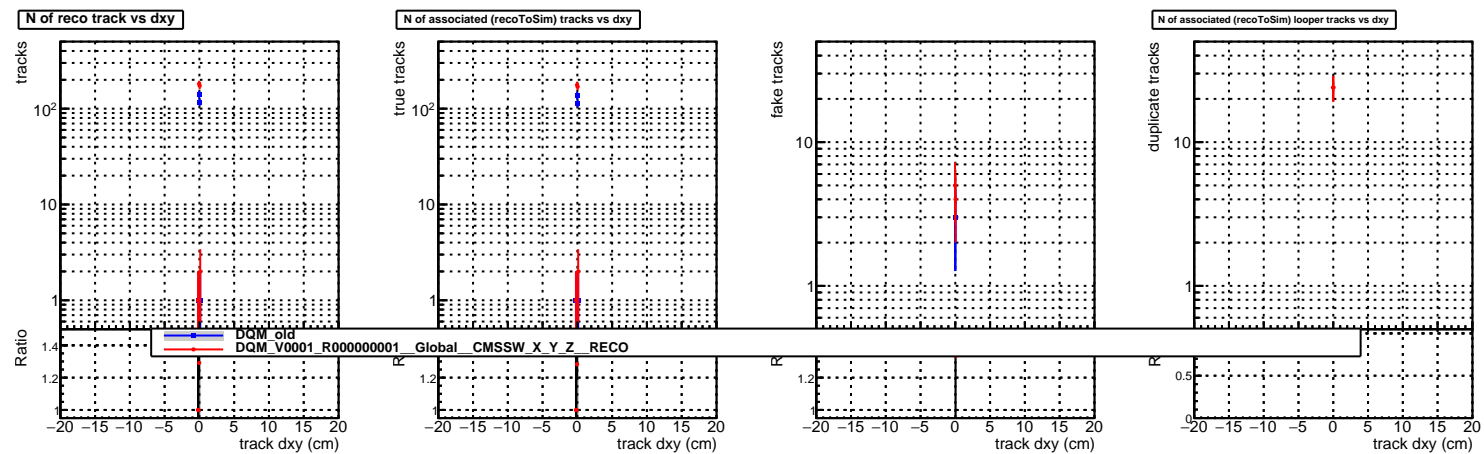 N of reco track vs dxy
N of associated (recoToSim) tracks vs dxy
N of associated (recoToSim) looper tracks vs dxy
tracks
10²
10
1
Ratio
1.4
1.2
1
−20 −15 −10 −5 0 5 10 15 20
track dxy (cm)
true tracks
10²
10
1
1.2
1
−20 −15 −10 −5 0 5 10 15 20
track dxy (cm)
fake tracks
10
1
1.2
1
−20 −15 −10 −5 0 5 10 15 20
track dxy (cm)
duplicate tracks
10
1
0.5
0
−20 −15 −10 −5 0 5 10 15 20
track dxy (cm)
DQM_old
DQM_V0001_R000000001__Global__CMSSW_X_Y_Z__RECO